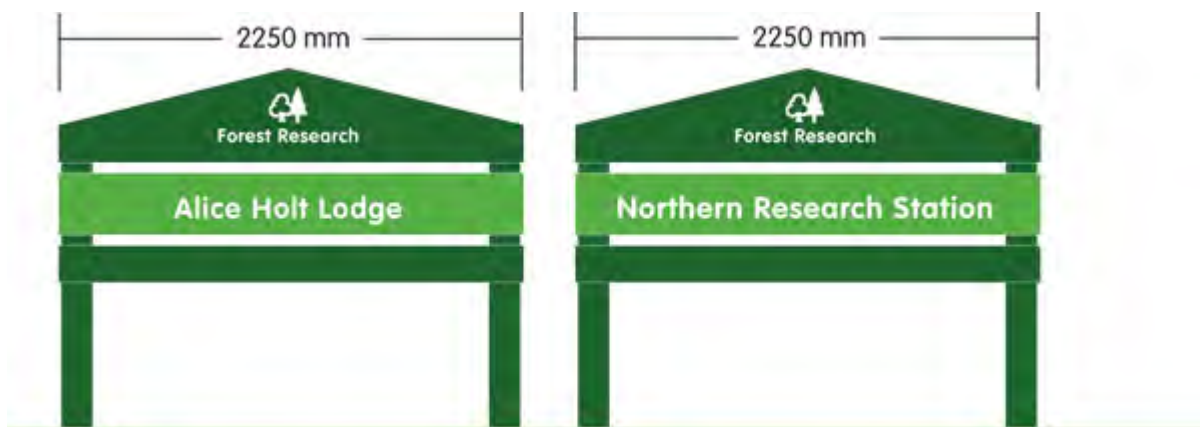 2250 mm
2250 mm
Forest Research
Forest Research
Alice Holt Lodge
Northern Research Station